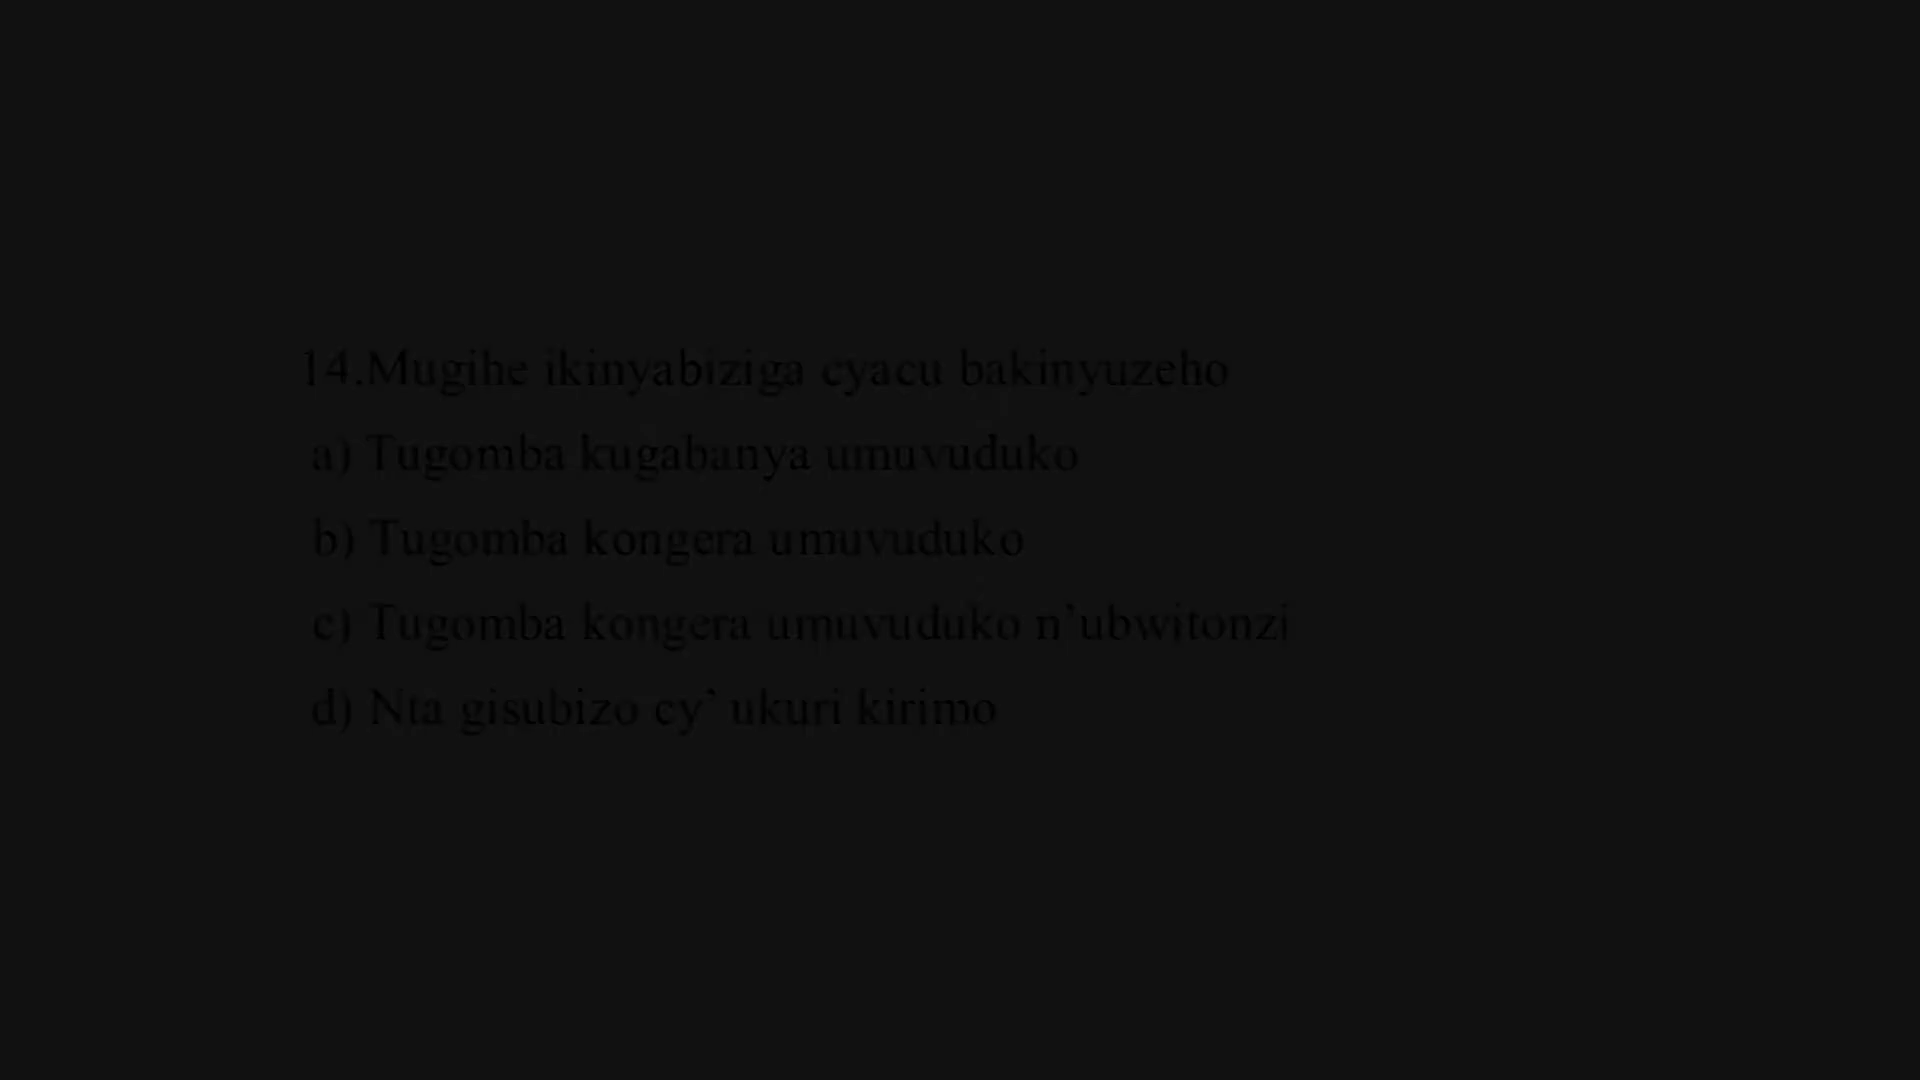 14.Mugihe ikinyabiziga cyacu bakinyuzeho
a) Tugomba kugabanya umuvuduko
b) Tugomba kongera umuvuduko
c) Tugomba kongera umuvuduko n’ubwitonzi
d) Nta gisubizo cy’ ukuri kirimo